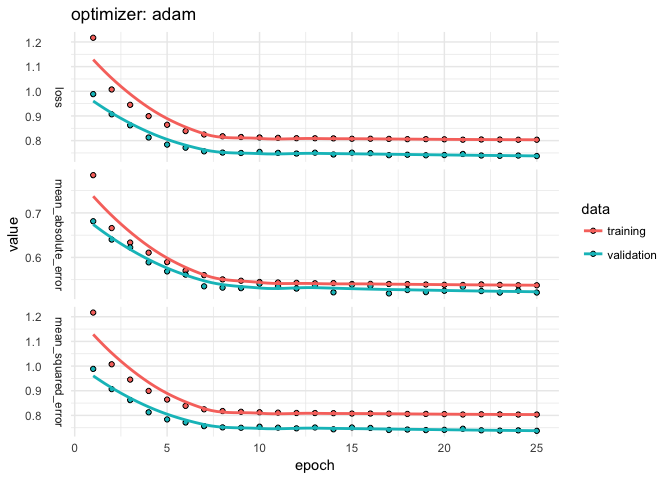 optimizer: adam
value
1.2
1.1
1.0
0.9
0.8
loss
0.7
0.6
mean_absolute_error
1.2
1.1
1.0
0.9
0.8
mean_squared_error
0 5 10 15 20 25
epoch
data
training
validation